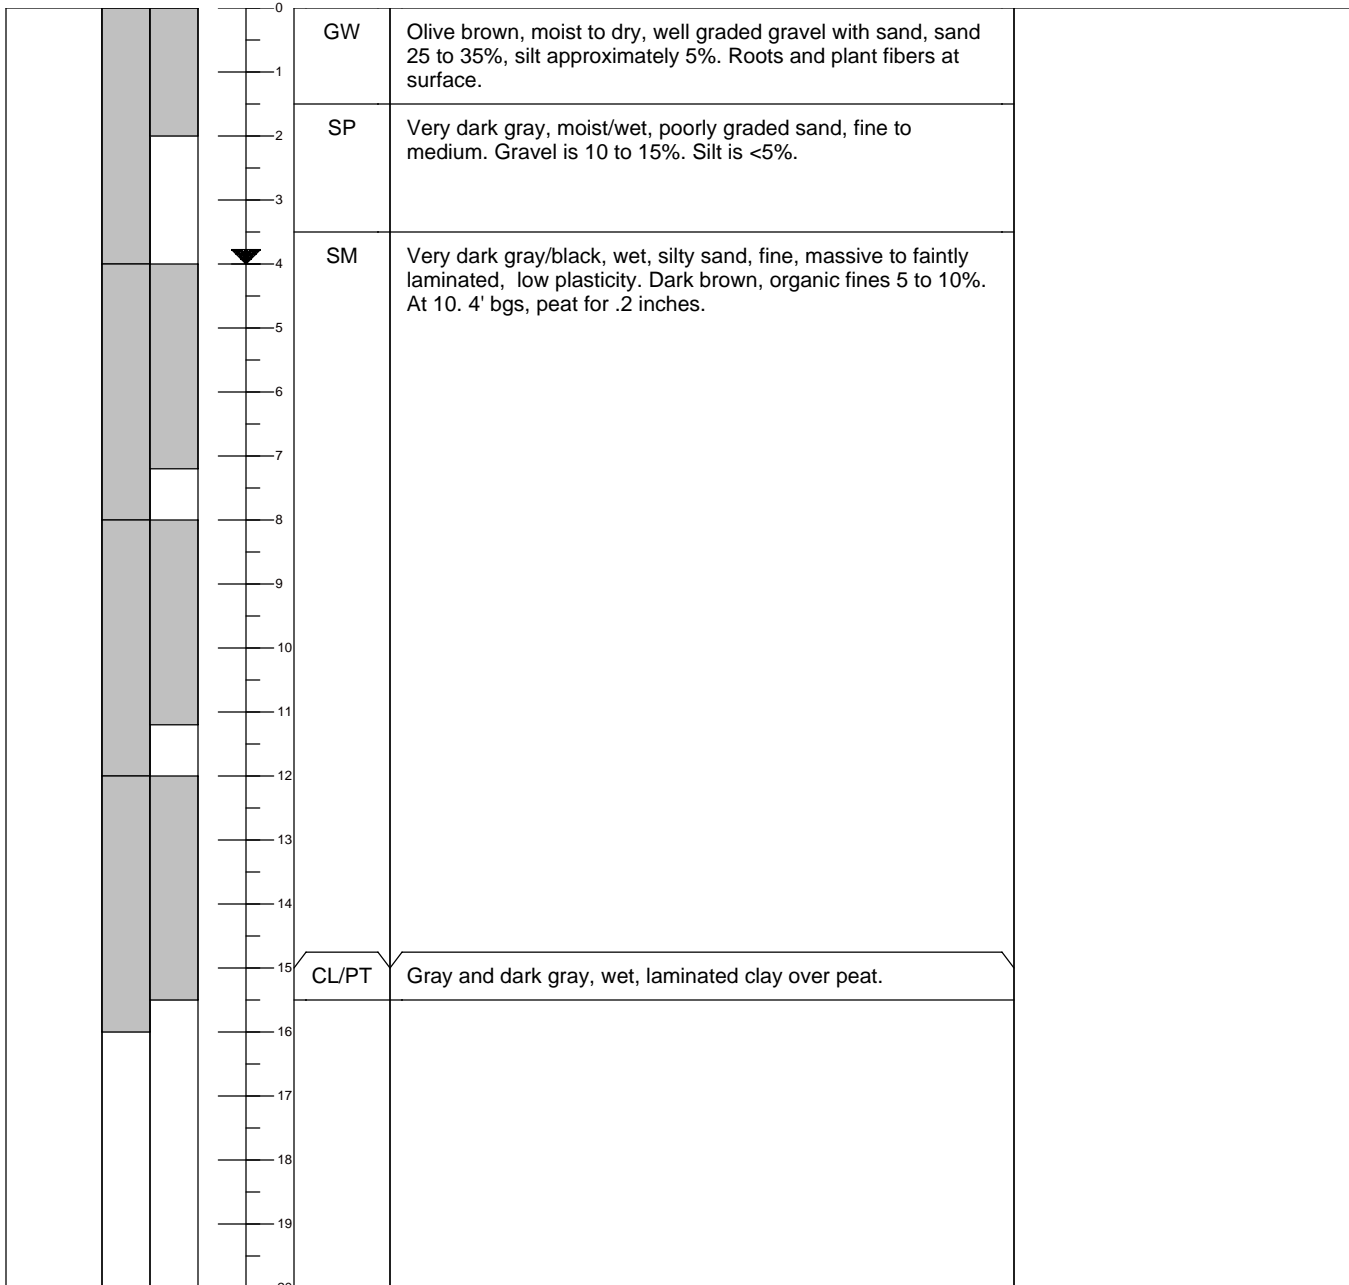 0
GW
Olive brown, moist to dry, well graded gravel with sand, sand
25 to 35%, silt approximately 5%. Roots and plant fibers at
surface.
1
2
SP
Very dark gray, moist/wet, poorly graded sand, fine to
medium. Gravel is 10 to 15%. Silt is <5%.
3
4
SM
Very dark gray/black, wet, silty sand, fine, massive to faintly
laminated, low plasticity. Dark brown, organic fines 5 to 10%.
At 10. 4' bgs, peat for .2 inches.
5
6
7
8
9
10
11
12
13
14
15
CL/PT
Gray and dark gray, wet, laminated clay over peat.
16
17
18
19